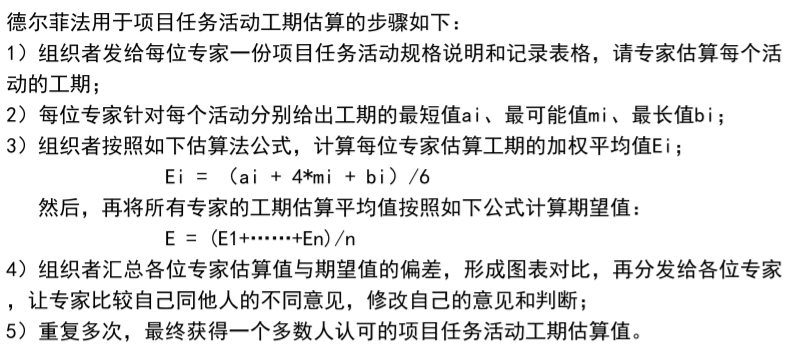 德尔菲法用于项目任务活动工期估算的步骤如下：
1）组织者发给每位专家一份项目任务活动规格说明和记录表格，请专家估算每个活
动的工期；
2）每位专家针对每个活动分别给出工期的最短值ai、最可能值mi、最长值bi；
3）组织者按照如下估算法公式，计算每位专家估算工期的加权平均值Ei；
Ei = （ai + 4*mi + bi）/6
然后，再将所有专家的工期估算平均值按照如下公式计算期望值：
E = (E1+……+En)/n
4）组织者汇总各位专家估算值与期望值的偏差，形成图表对比，再分发给各位专家
，让专家比较自己同他人的不同意见，修改自己的意见和判断；
5）重复多次，最终获得一个多数人认可的项目任务活动工期估算值。